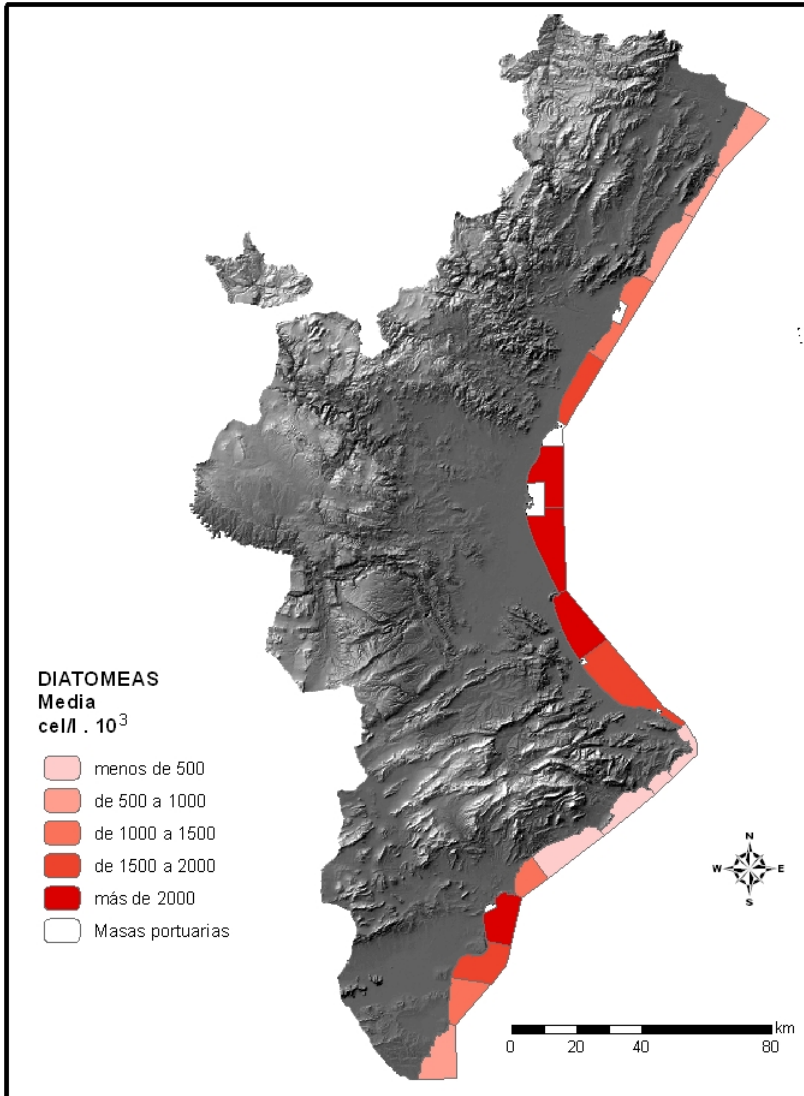 DIATOMEAS
Media
cel/l . 10³
menos de 500
de 500 a 1000
de 1000 a 1500
de 1500 a 2000
más de 2000
Masas portuarias
N
W E
S
km
0 20 40 80